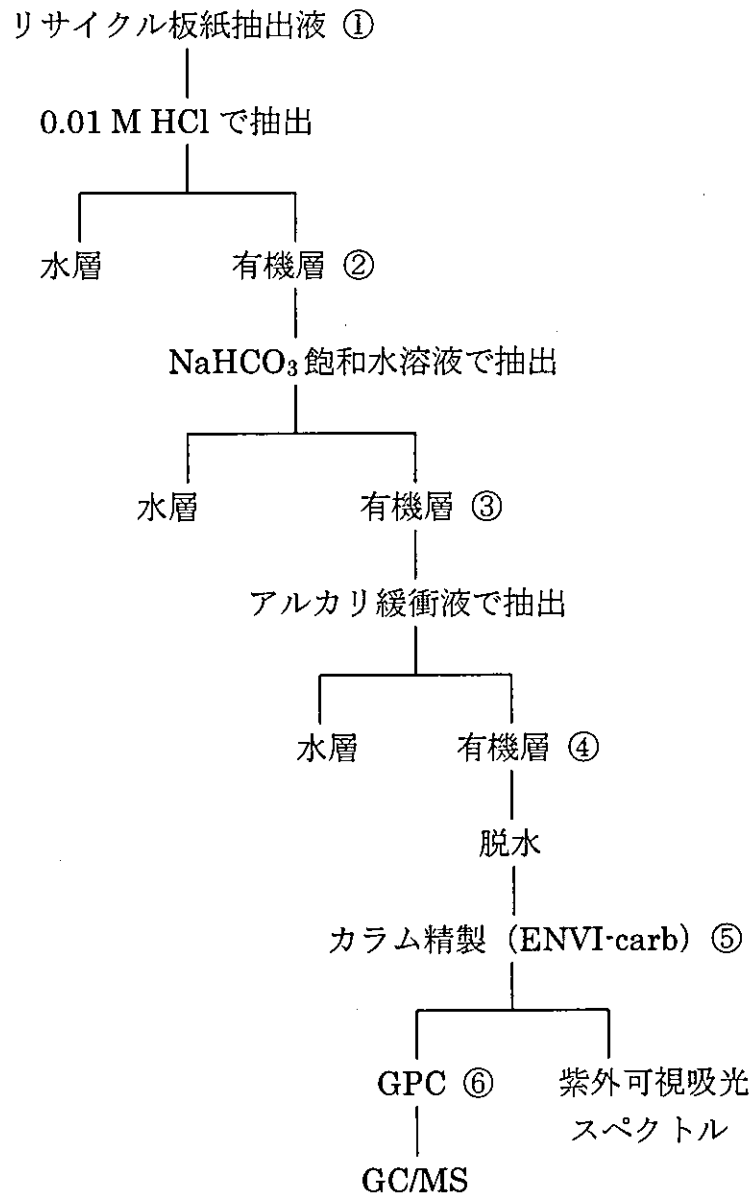 リサイクル板紙抽出液 ①
0.01 M HCl で抽出
水層 有機層 ②
NaHCO₃ 飽和水溶液で抽出
水層 有機層 ③
アルカリ緩衝液で抽出
水層 有機層 ④
脱水
カラム精製（ENVI-carb）⑤
GPC ⑥ 紫外可視吸光
スペクトル
GC/MS